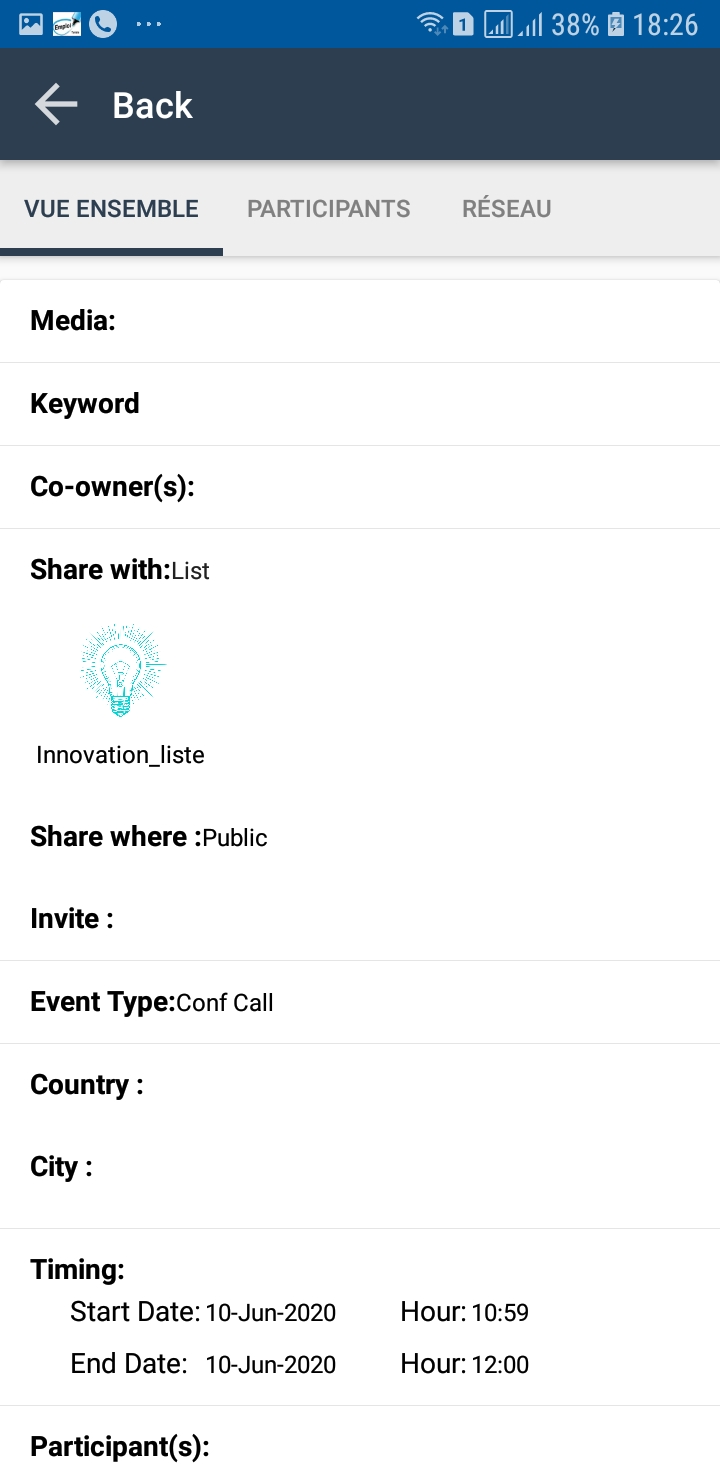 1 38% 18:26
Back
VUE ENSEMBLE PARTICIPANTS RÉSEAU
Media:
Keyword
Co-owner(s):
Share with:List
Innovation_liste
Share where :Public
Invite :
Event Type:Conf Call
Country :
City :
Timing:
Start Date: 10-Jun-2020 Hour: 10:59
End Date: 10-Jun-2020 Hour: 12:00
Participant(s):